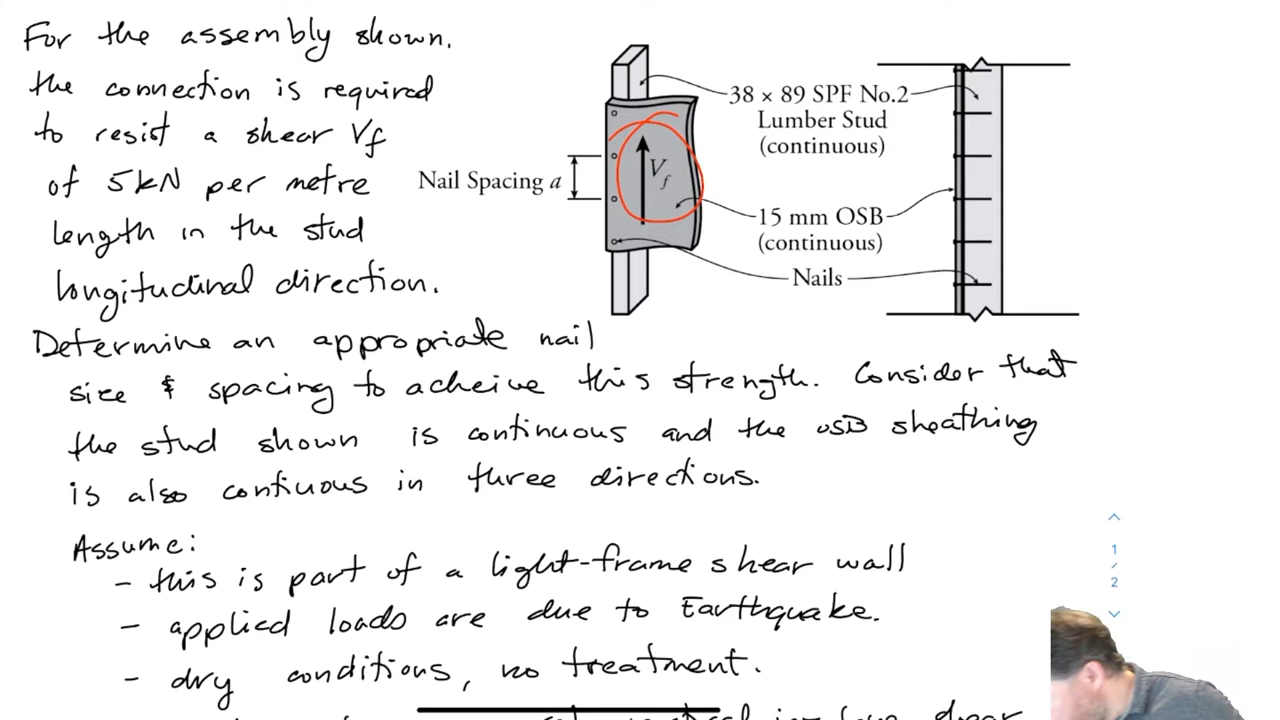 For the assembly shown.
the connection is required
to resist a shear Vf
of 5kN per metre
length in the stud
longitudinal direction.
Determine an appropriate nail
size & spacing to acheive this strength. Consider that
the stud shown is continuous and the OSB sheathing
is also contiuous in three directions.
Assume:
- this is part of a light-frame shear wall
- applied loads are due to Earthquake.
- dry conditions, no treatment.
38 × 89 SPF No.2
Lumber Stud
(continuous)
Vf
Nail Spacing a
15 mm OSB
(continuous)
Nails
1
/
2